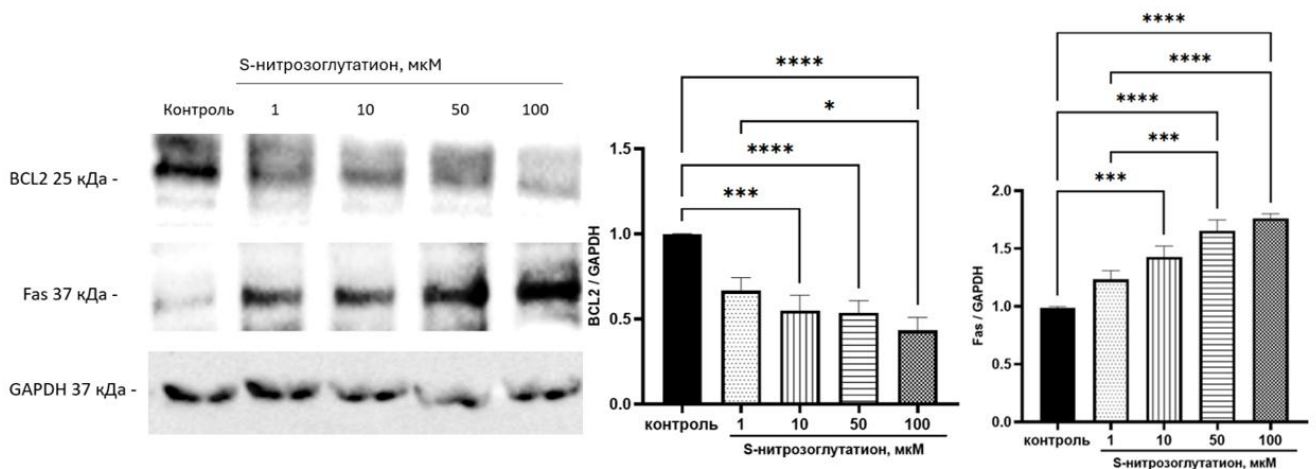 S-нитрозоглутатион, мкМ
Контроль 1 10 50 100
BCL2 25 кДа -
Fas 37 кДа -
GAPDH 37 кДа -
****
*
****
***
BCL2 / GAPDH
1.5
1.0
0.5
0.0
контроль 1 10 50 100
S-нитрозоглутатион, мкМ
****
****
****
***
***
Fas / GAPDH
2.0
1.5
1.0
0.5
0.0
контроль 1 10 50 100
S-нитрозоглутатион, мкМ